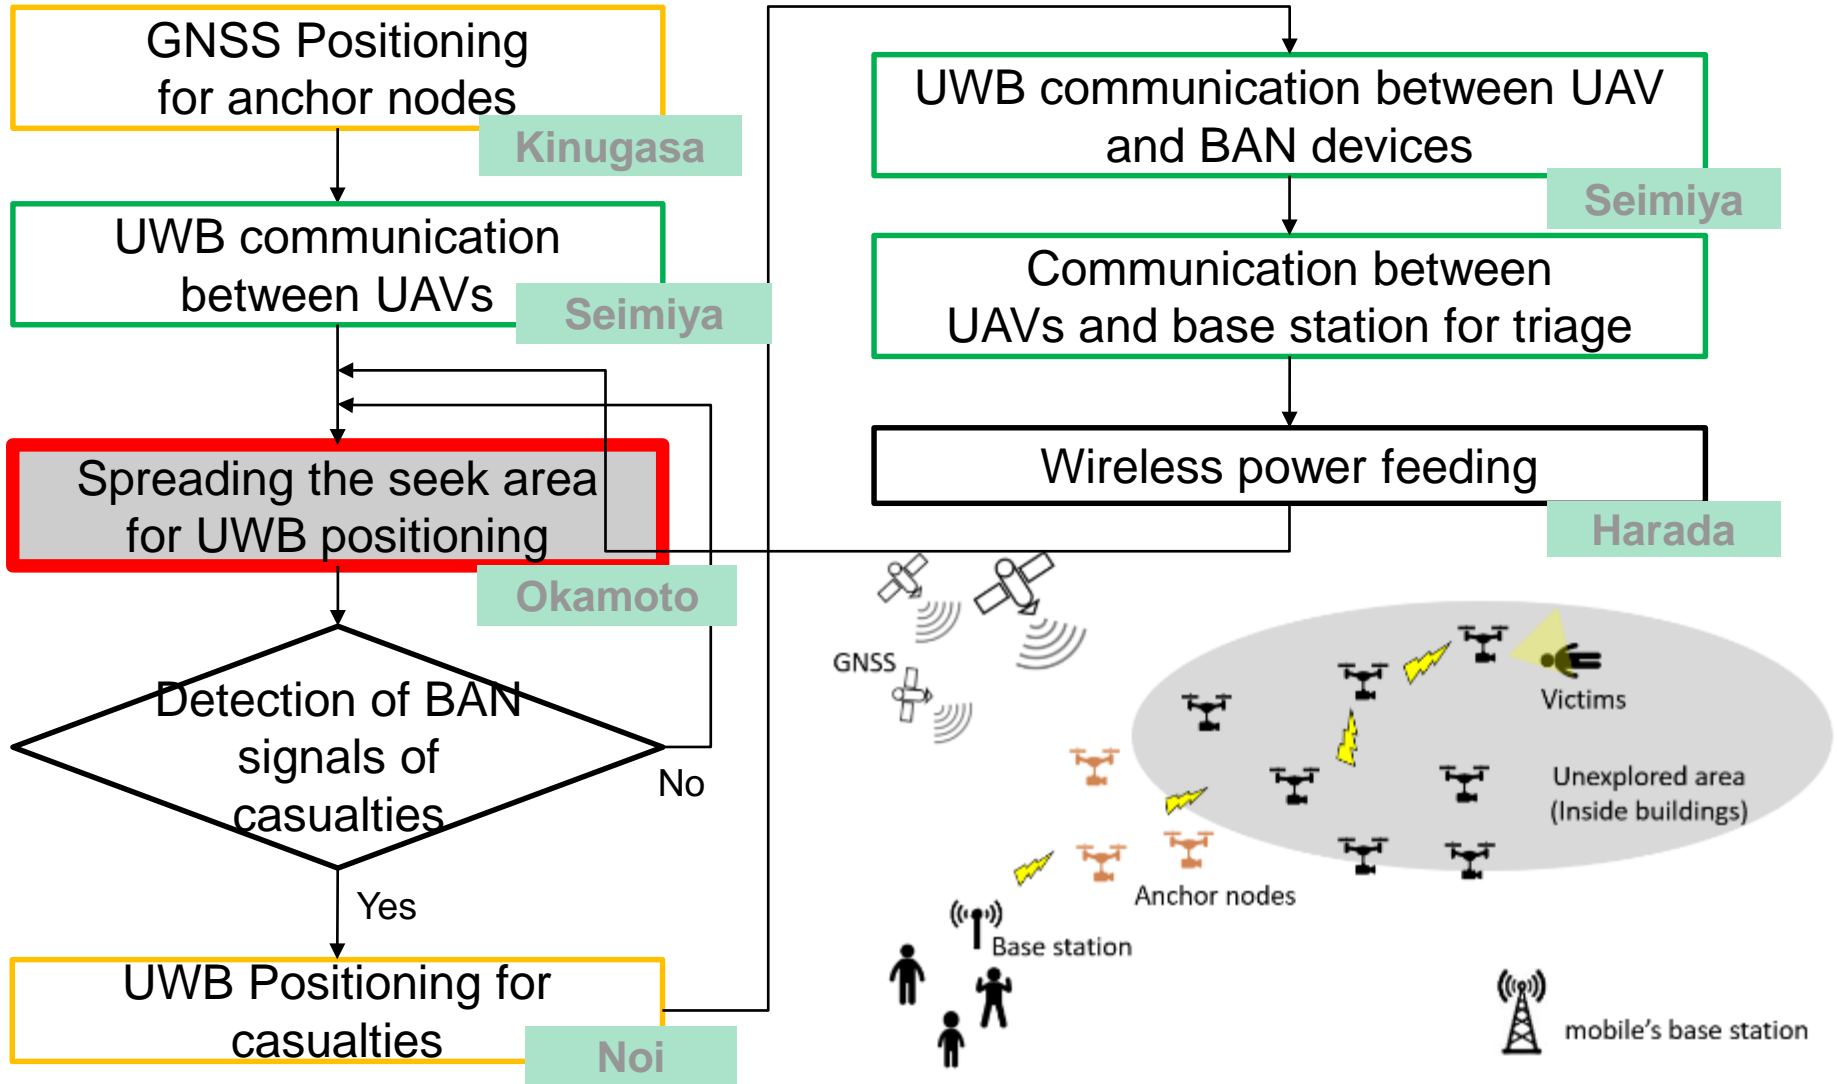 GNSS Positioning
for anchor nodes
Kinugasa
UWB communication
between UAVs
Seimiya
Spreading the seek area
for UWB positioning
Okamoto
Detection of BAN
signals of
casualties
No
Yes
UWB Positioning for
casualties
Noi
UWB communication between UAV
and BAN devices
Seimiya
Communication between
UAVs and base station for triage
Wireless power feeding
Harada
GNSS
Victims
Unexplored area
(Inside buildings)
Anchor nodes
Base station
mobile's base station